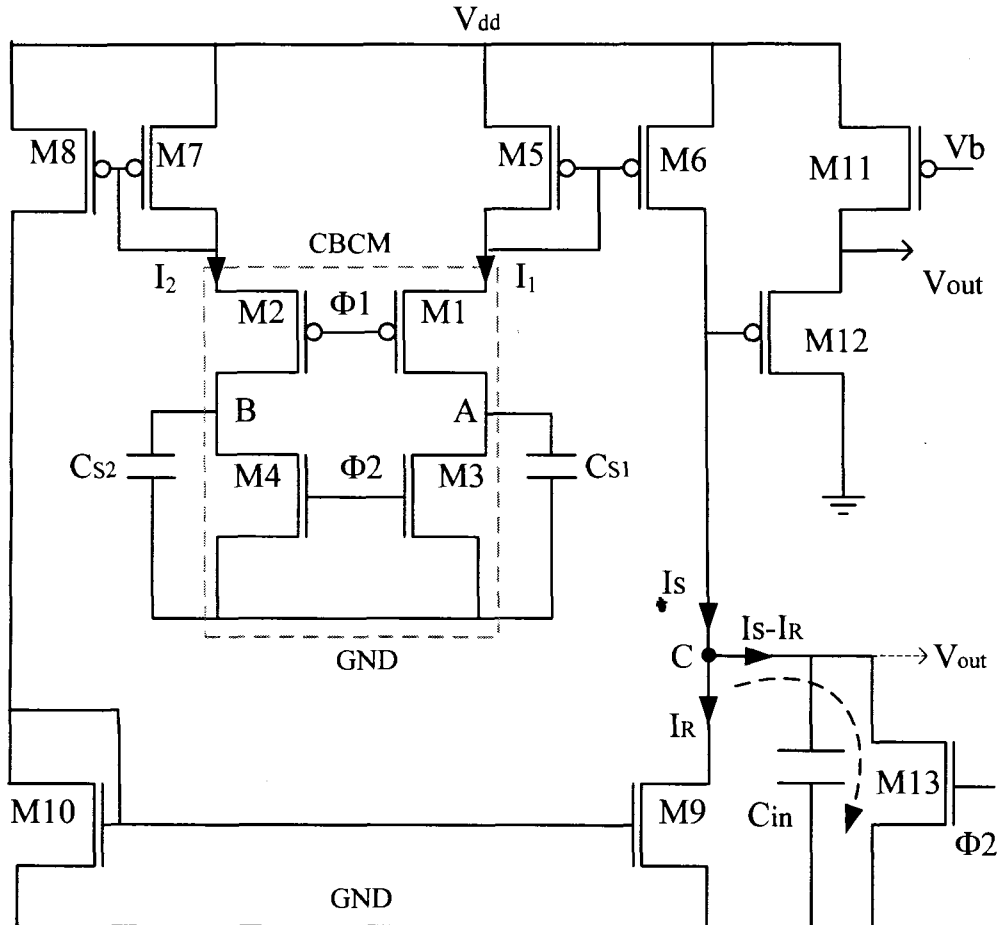 Vdd
M8
M7
M5
M6
M11
Vb
CBCM
I2
I1
Vout
M2
Φ1
M1
M12
B
A
CS2
M4
Φ2
M3
CS1
IS
IS-IR
GND
C
Vout
IR
M13
M10
M9
Cin
Φ2
GND